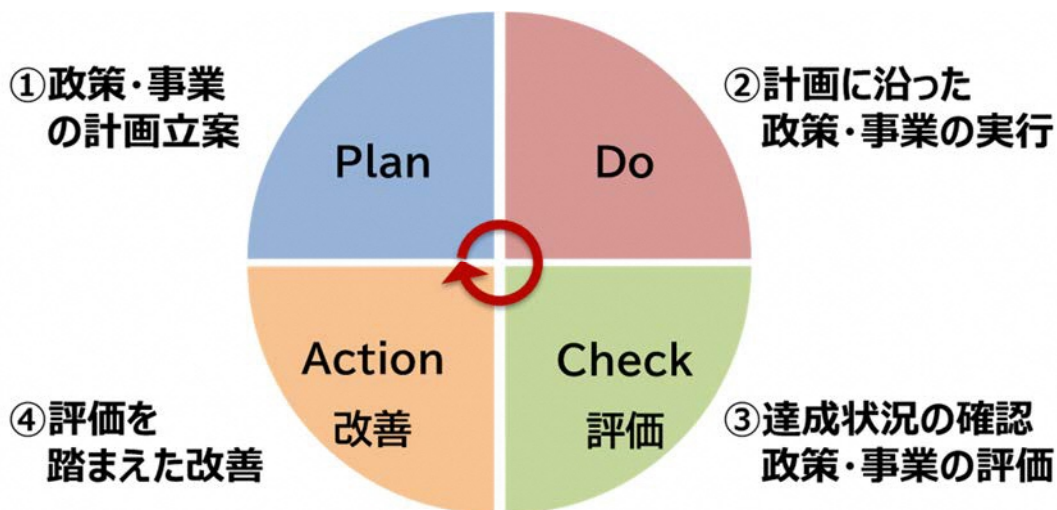 ①政策・事業
の計画立案
Plan
Do
②計画に沿った
政策・事業の実行
④評価を
踏まえた改善
Action
改善
Check
評価
③達成状況の確認
政策・事業の評価